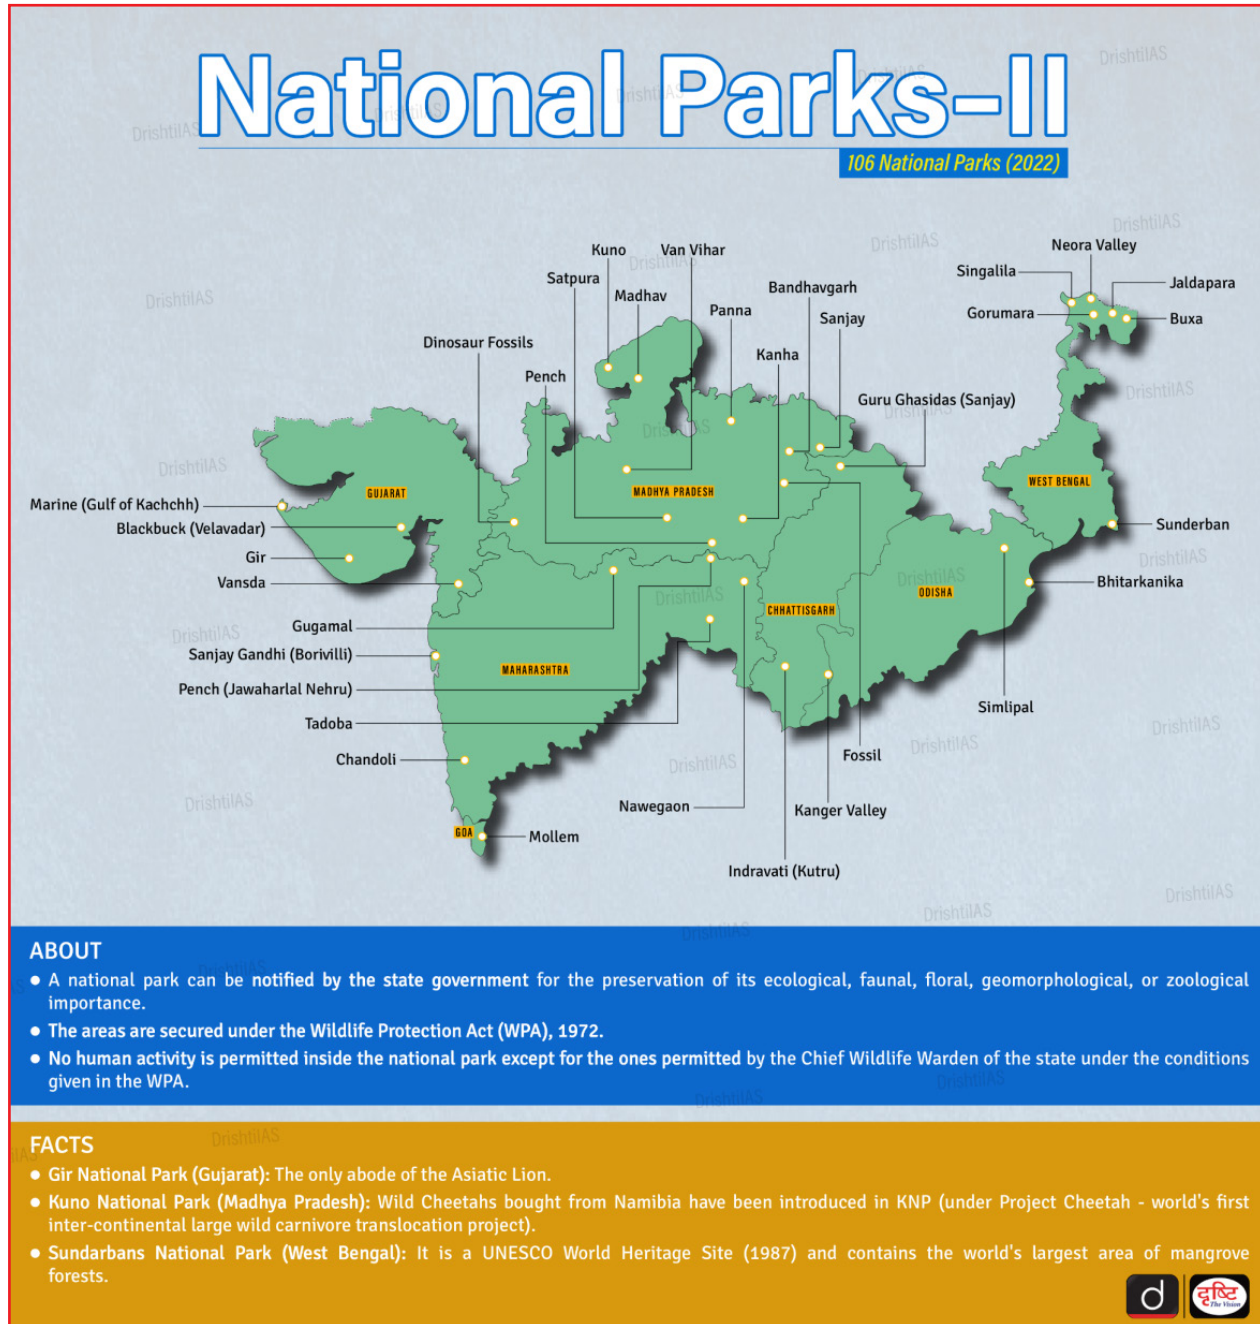 National Parks-II
106 National Parks (2022)
Kuno
Van Vihar
Neora Valley
Satpura
Singalila
Madhav
Bandhavgarh
Jaldapara
Panna
Sanjay
Gorumara
Buxa
Dinosaur Fossils
Kanha
Pench
Guru Ghasidas (Sanjay)
GUJARAT
MADHYA PRADESH
WEST BENGAL
Marine (Gulf of Kachchh)
Blackbuck (Velavadar)
Sunderban
Gir
Vansda
Bhitarkanika
ODISHA
CHHATTISGARH
Gugamal
Sanjay Gandhi (Borivilli)
MAHARASHTRA
Pench (Jawaharlal Nehru)
Simlipal
Tadoba
Chandoli
Fossil
Nawegaon
Kanger Valley
GOA
Mollem
Indravati (Kutru)
ABOUT
● A national park can be notified by the state government for the preservation of its ecological, faunal, floral, geomorphological, or zoological
importance.
● The areas are secured under the Wildlife Protection Act (WPA), 1972.
● No human activity is permitted inside the national park except for the ones permitted by the Chief Wildlife Warden of the state under the conditions
given in the WPA.
FACTS
● Gir National Park (Gujarat): The only abode of the Asiatic Lion.
● Kuno National Park (Madhya Pradesh): Wild Cheetahs bought from Namibia have been introduced in KNP (under Project Cheetah - world's first
inter-continental large wild carnivore translocation project).
● Sundarbans National Park (West Bengal): It is a UNESCO World Heritage Site (1987) and contains the world's largest area of mangrove
forests.
d
दृष्टि
The Vision
DrishtiIAS